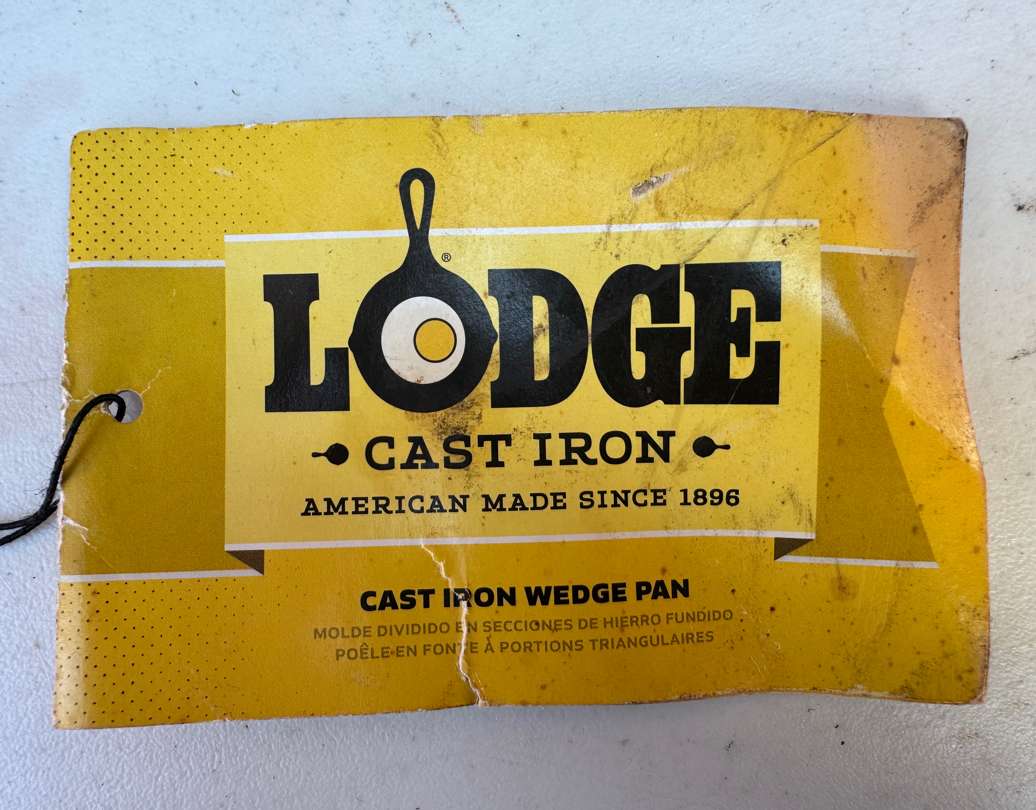 LODGE®
CAST IRON
AMERICAN MADE SINCE 1896
CAST IRON WEDGE PAN
MOLDE DIVIDIDO EN SECCIONES DE HIERRO FUNDIDO
POÊLE EN FONTE À PORTIONS TRIANGULAIRES